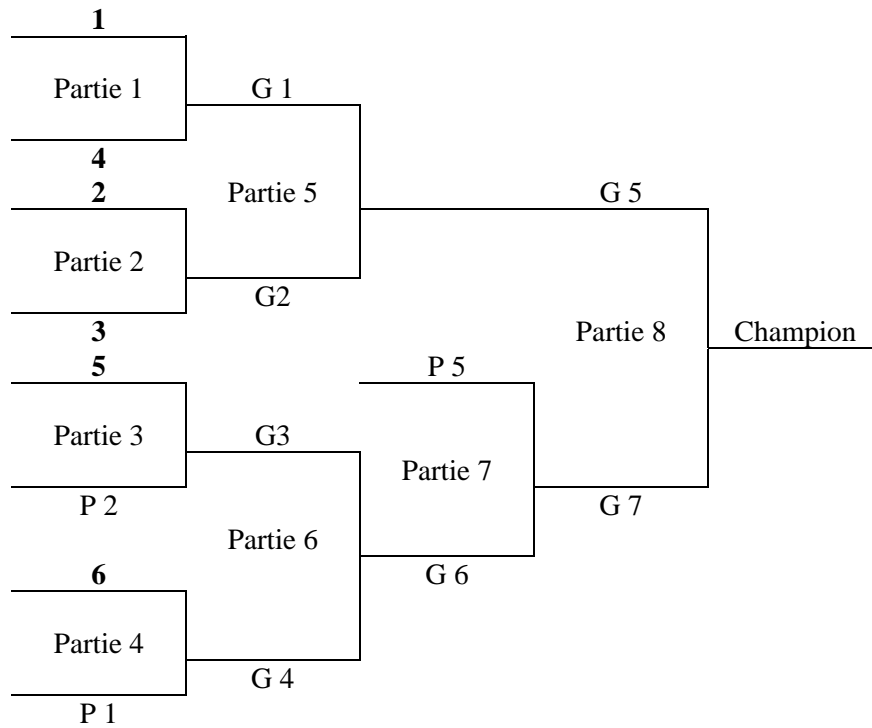 1
Partie 1
G 1
4
2
Partie 5
G 5
Partie 2
G2
3
Partie 8
Champion
5
P 5
Partie 3
G3
Partie 7
P 2
G 7
Partie 6
6
G 6
Partie 4
G 4
P 1